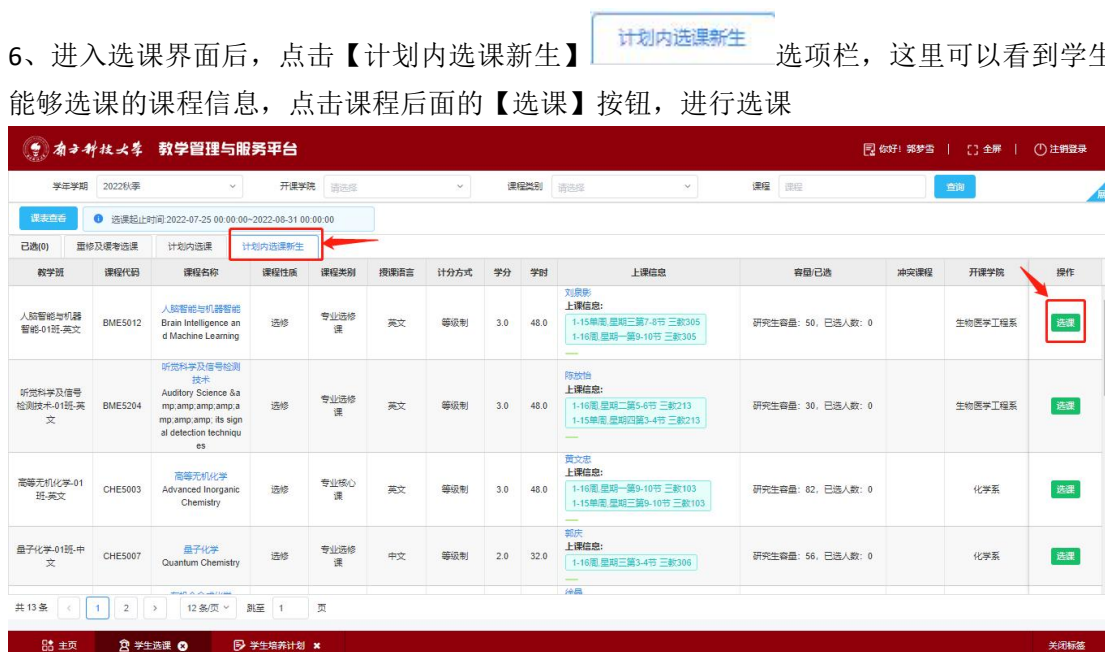 6、进入选课界面后，点击【计划内选课新生】 计划内选课新生 选项栏，这里可以看到学生
能够选课的课程信息，点击课程后面的【选课】按钮，进行选课
南方科技大学 教学管理与服务平台 你好! 郭梦雪 | 全屏 | 注销登录
学年学期 2022秋季 开课学院 请选择 课程类别 请选择 课程 课程 查询
课表查看 选课起止时间:2022-07-25 00:00:00~2022-08-31 00:00:00
已选(0) 重修及缓考选课 计划内选课 计划内选课新生
教学班 课程代码 课程名称 课程性质 课程类别 授课语言 计分方式 学分 学时 上课信息 容量/已选 冲突课程 开课学院 操作
人脑智能与机器
智能-01班-英文
BME5012
人脑智能与机器智能
Brain Intelligence an
d Machine Learning
选修
专业选修
课
英文 等级制 3.0 48.0
刘泉影
上课信息:
1-15单周,星期三第7-8节 三教305
1-16周,星期一第9-10节 三教305
研究生容量: 50, 已选人数: 0
生物医学工程系
选课
听觉科学及信号
检测技术-01班-英
文
BME5204
听觉科学及信号检测
技术
Auditory Science &a
mp;amp;amp;amp;a
mp;amp;amp; its sign
al detection techniqu
es
选修
专业选修
课
英文 等级制 3.0 48.0
陈放怡
上课信息:
1-16周,星期二第5-6节 三教213
1-15单周,星期四第3-4节 三教213
研究生容量: 30, 已选人数: 0
生物医学工程系
选课
高等无机化学-01
班-英文
CHE5003
高等无机化学
Advanced Inorganic
Chemistry
选修
专业核心
课
英文 等级制 3.0 48.0
黄文忠
上课信息:
1-16周,星期一第9-10节 三教103
1-15单周,星期三第9-10节 三教103
研究生容量: 82, 已选人数: 0
化学系
选课
量子化学-01班-中
文
CHE5007
量子化学
Quantum Chemistry
选修
专业选修
课
中文 等级制 2.0 32.0
郭庆
上课信息:
1-16周,星期三第3-4节 三教306
研究生容量: 56, 已选人数: 0
化学系
选课
共 13 条 < 1 2 > 12 条/页 跳至 1 页
主页 学生选课 学生培养计划 关闭标签